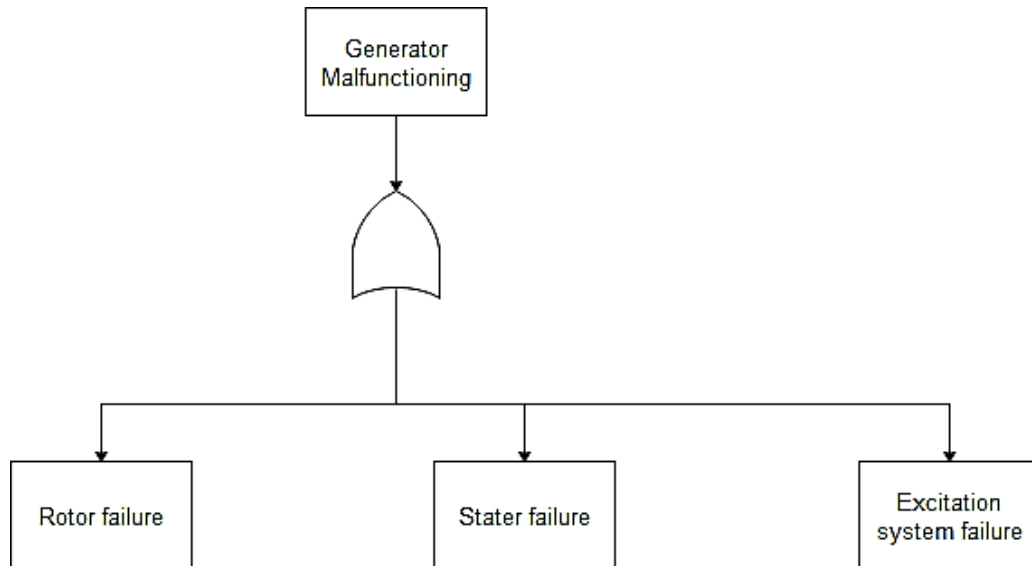 Generator
Malfunctioning
Rotor failure
Stater failure
Excitation
system failure